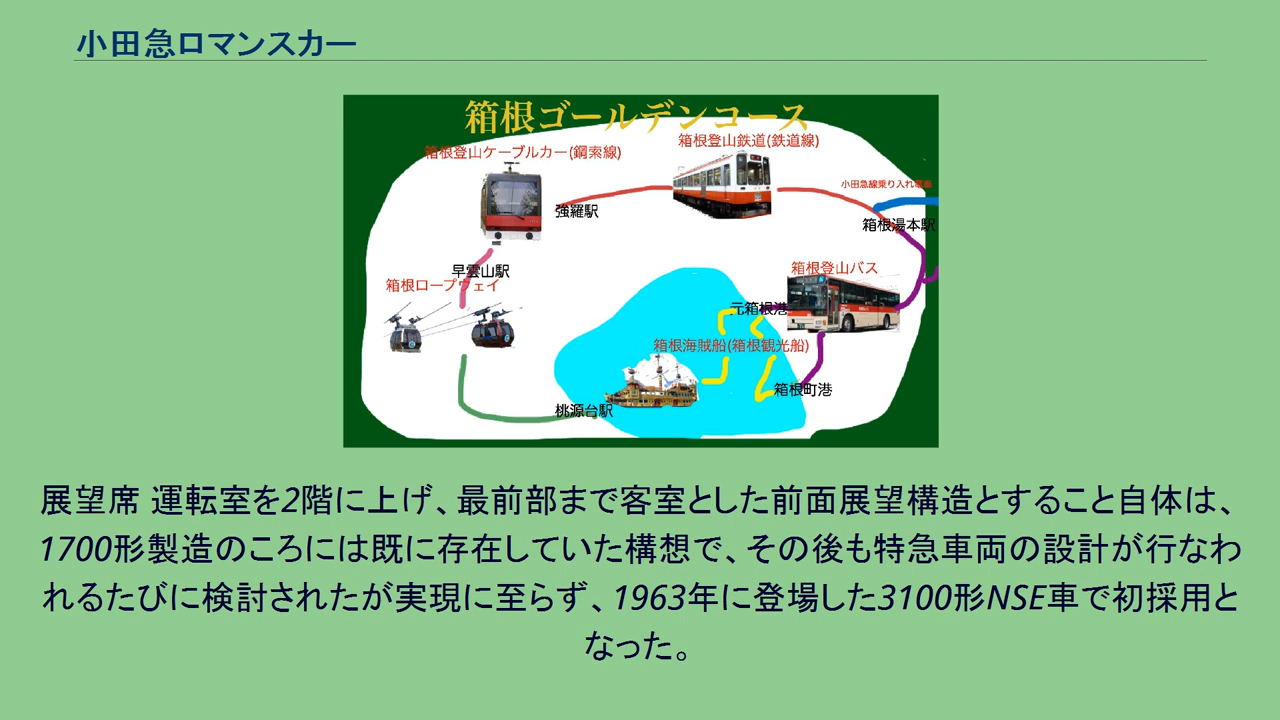 小田急ロマンスカー
箱根ゴールデンコース
箱根登山ケーブルカー(鋼索線)
箱根登山鉄道(鉄道線)
小田急線乗り入れ電車
強羅駅
箱根湯本駅
早雲山駅
箱根登山バス
箱根ロープウェイ
元箱根港
箱根海賊船(箱根観光船)
箱根町港
桃源台駅
展望席 運転室を2階に上げ、最前部まで客室とした前面展望構造とすること自体は、
1700形製造のころには既に存在していた構想で、その後も特急車両の設計が行なわ
れるたびに検討されたが実現に至らず、1963年に登場した3100形NSE車で初採用と
なった。